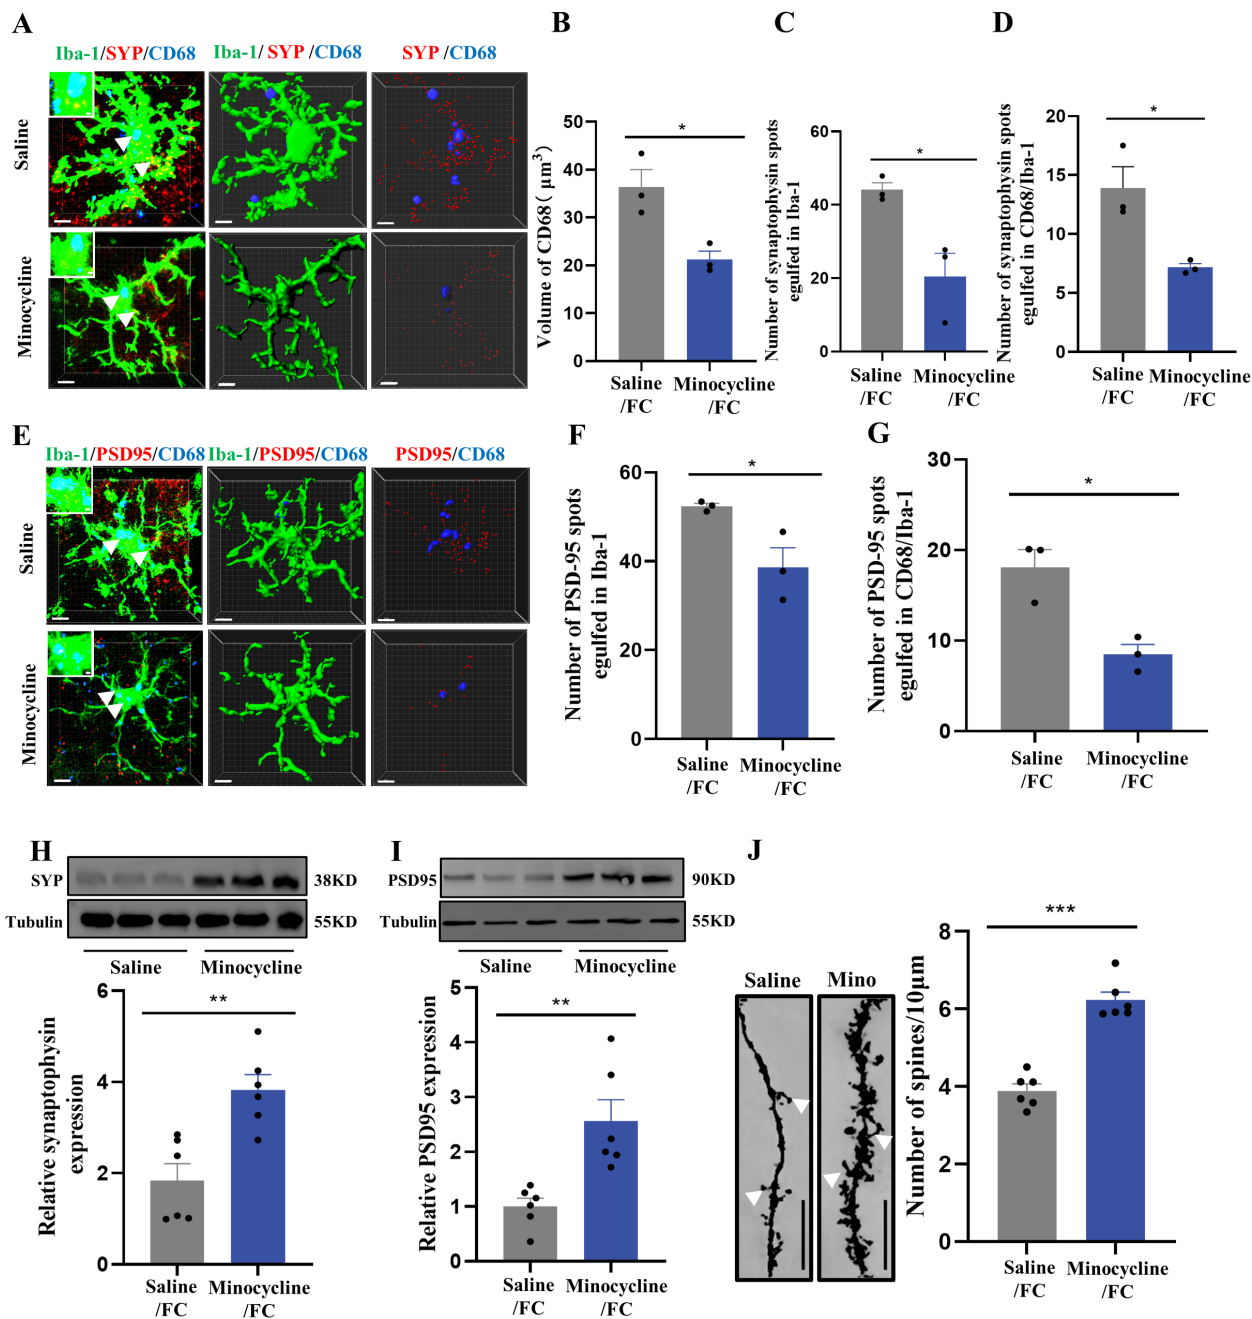 A
Iba-1/SYP/CD68
Iba-1/ SYP /CD68
SYP /CD68
Saline
Minocycline
B
Volume of CD68( μm³)
50
40
30
20
10
0
*
Saline
/FC
Minocycline
/FC
C
Number of synaptophysin spots
egulfed in Iba-1
60
40
20
0
*
Saline
/FC
Minocycline
/FC
D
Number of synaptophysin spots
egulfed in CD68/Iba-1
20
15
10
5
0
*
Saline
/FC
Minocycline
/FC
E
Iba-1/PSD95/CD68
Iba-1/PSD95/CD68
PSD95/CD68
Saline
Minocycline
F
Number of PSD-95 spots
egulfed in Iba-1
60
40
20
0
*
Saline
/FC
Minocycline
/FC
G
Number of PSD-95 spots
egulfed in CD68/Iba-1
30
20
10
0
*
Saline
/FC
Minocycline
/FC
H
SYP
38KD
Tubulin
55KD
Saline
Minocycline
Relative synaptophysin
expression
6
4
2
0
**
Saline
/FC
Minocycline
/FC
I
PSD95
90KD
Tubulin
55KD
Saline
Minocycline
Relative PSD95 expression
5
4
3
2
1
0
**
Saline
/FC
Minocycline
/FC
J
Saline
Mino
Number of spines/10μm
8
6
4
2
0
***
Saline
/FC
Minocycline
/FC